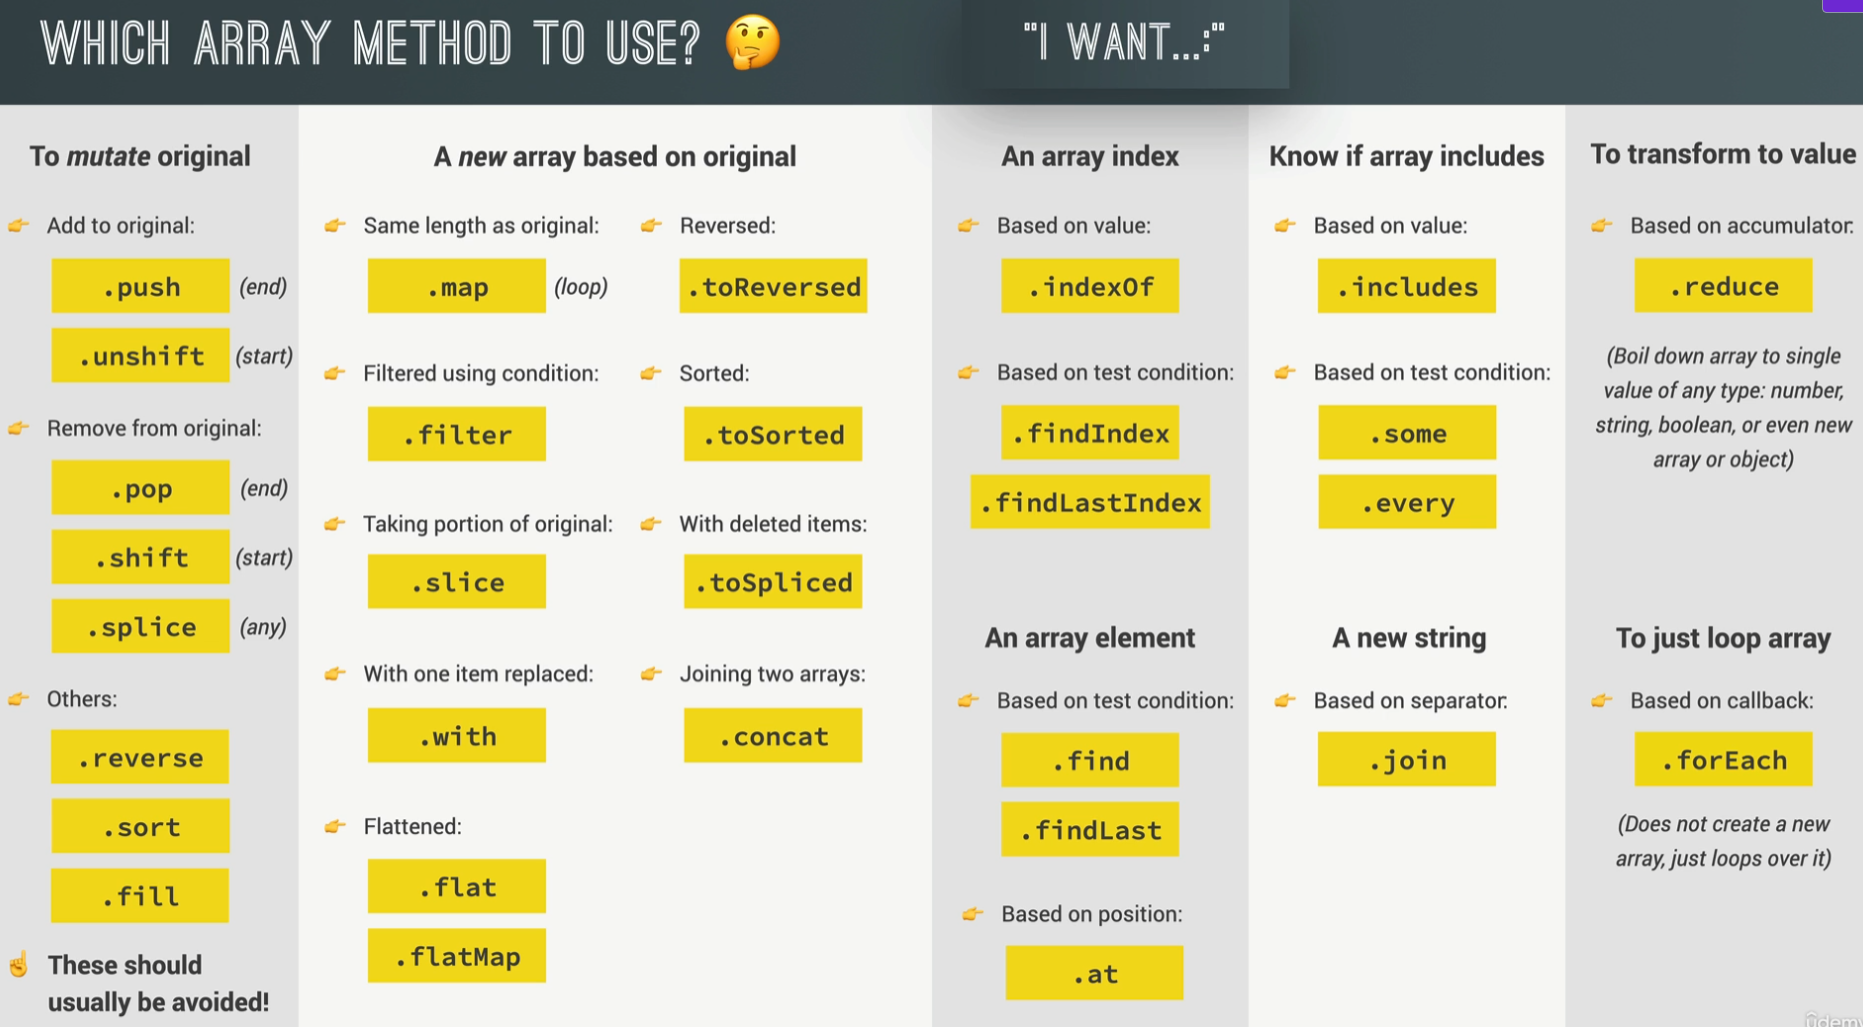 WHICH ARRAY METHOD TO USE? 🤔
"I WANT...:"
To mutate original
👉 Add to original:
.push (end)
.unshift (start)
👉 Remove from original:
.pop (end)
.shift (start)
.splice (any)
👉 Others:
.reverse
.sort
.fill
☝️ These should
usually be avoided!
A new array based on original
👉 Same length as original:
.map (loop)
👉 Filtered using condition:
.filter
👉 Taking portion of original:
.slice
👉 With one item replaced:
.with
👉 Flattened:
.flat
.flatMap
👉 Reversed:
.toReversed
👉 Sorted:
.toSorted
👉 With deleted items:
.toSpliced
👉 Joining two arrays:
.concat
An array index
👉 Based on value:
.indexOf
👉 Based on test condition:
.findIndex
.findLastIndex
An array element
👉 Based on test condition:
.find
.findLast
👉 Based on position:
.at
Know if array includes
👉 Based on value:
.includes
👉 Based on test condition:
.some
.every
A new string
👉 Based on separator:
.join
To transform to value
👉 Based on accumulator:
.reduce
(Boil down array to single
value of any type: number,
string, boolean, or even new
array or object)
To just loop array
👉 Based on callback:
.forEach
(Does not create a new
array, just loops over it)
ûdemy